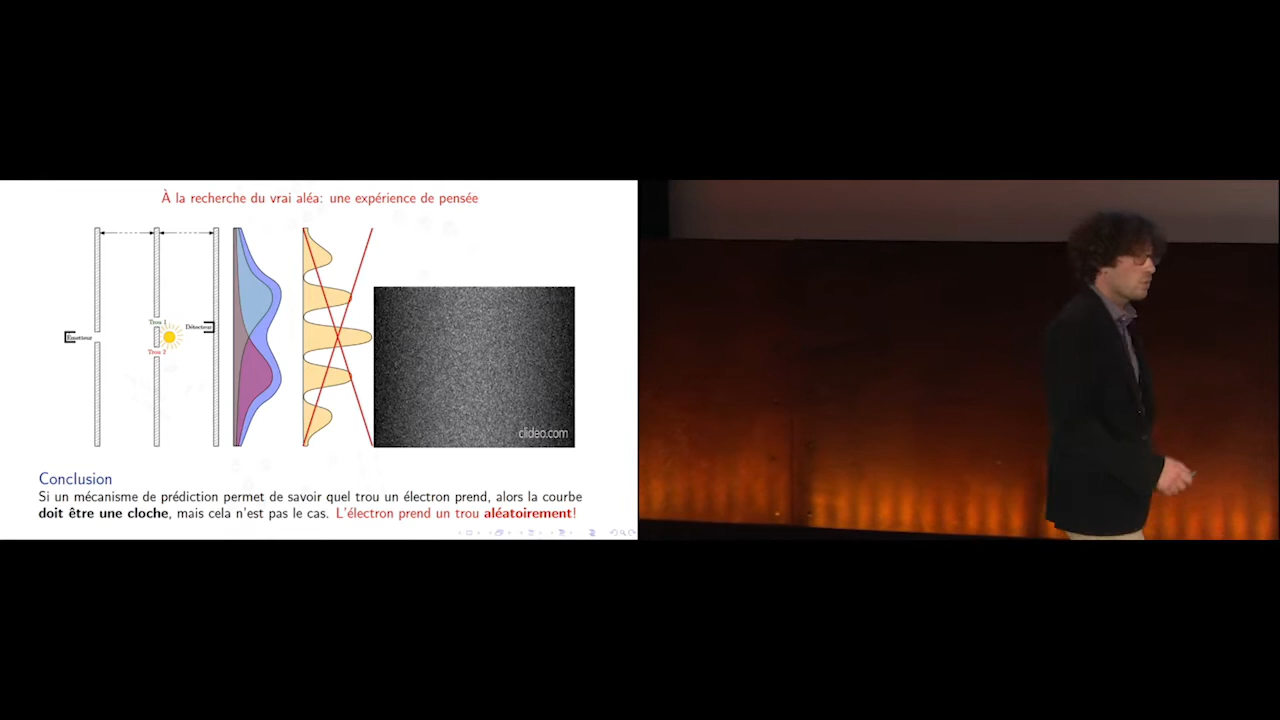 À la recherche du vrai aléa: une expérience de pensée
Trou 1
Détecteur
Émetteur
Trou 2
clideo.com
Conclusion
Si un mécanisme de prédiction permet de savoir quel trou un électron prend, alors la courbe
doit être une cloche, mais cela n'est pas le cas. L'électron prend un trou aléatoirement!